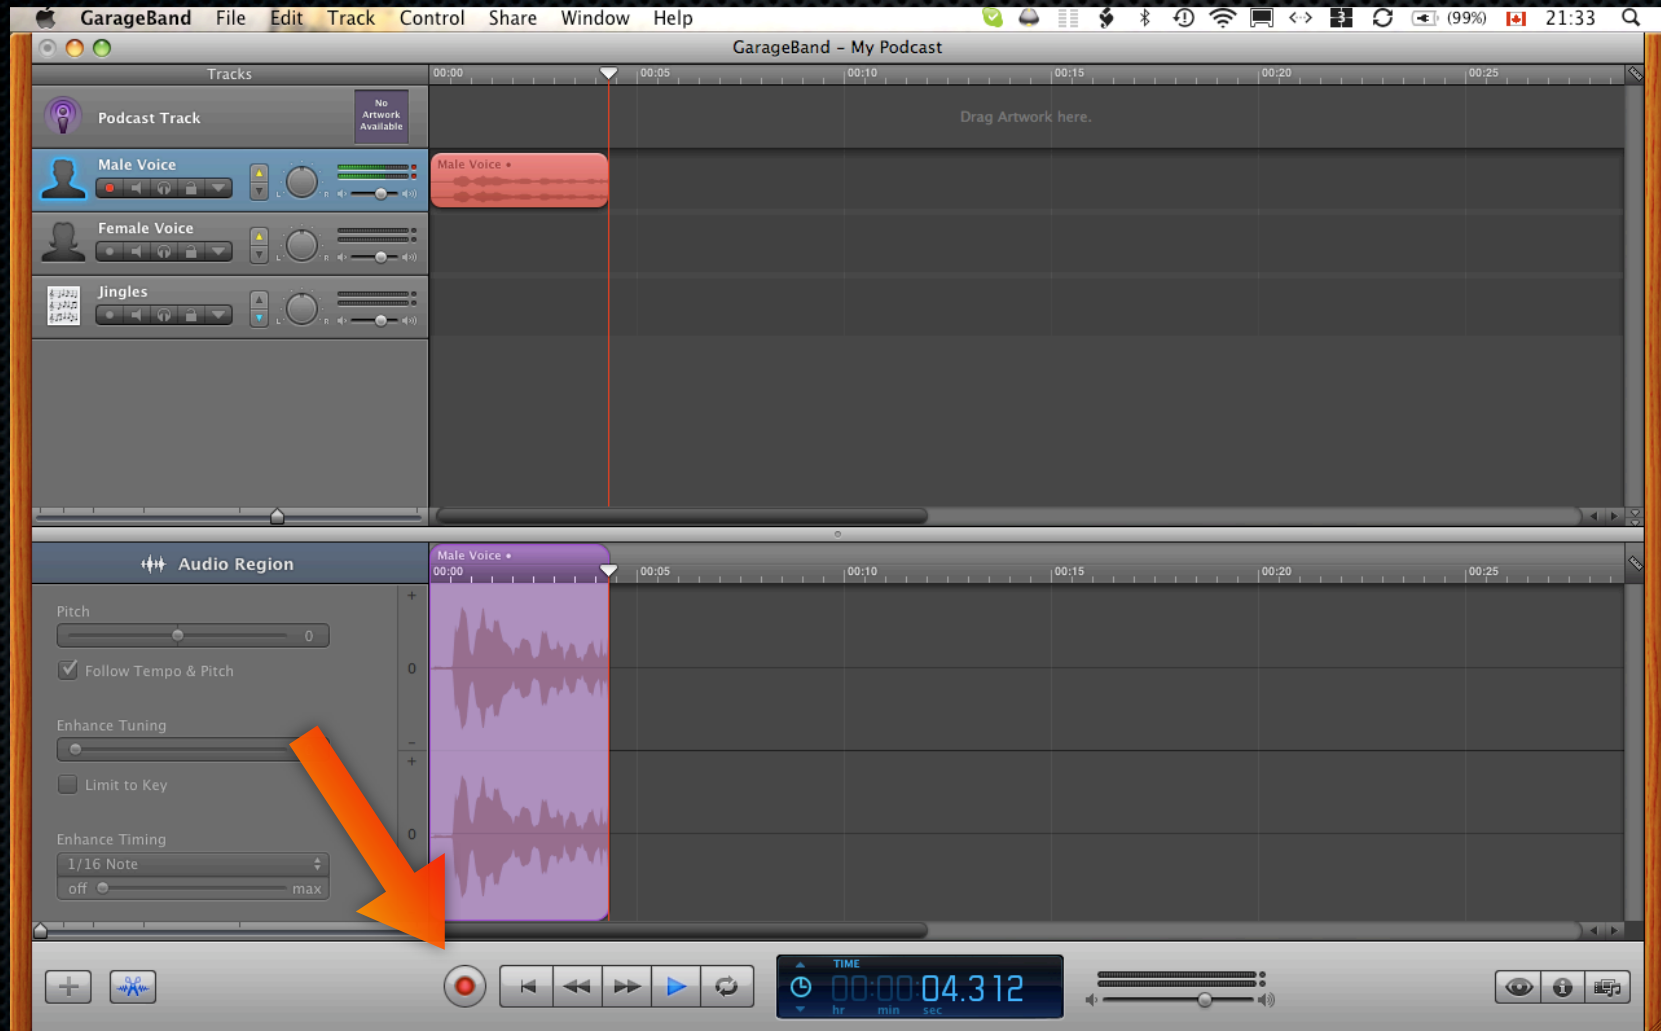 GarageBand File Edit Track Control Share Window Help (99%) 21:33
GarageBand – My Podcast
Tracks
00:00 00:05 00:10 00:15 00:20 00:25
Podcast Track
No
Artwork
Available
Drag Artwork here.
Male Voice
L R
Male Voice •
Female Voice
L R
Jingles
L R
Audio Region
Male Voice •
00:00 00:05 00:10 00:15 00:20 00:25
Pitch
0
Follow Tempo & Pitch
Enhance Tuning
Limit to Key
Enhance Timing
1/16 Note
off max
+
0
–
+
0
TIME
00:00:04.312
hr min sec